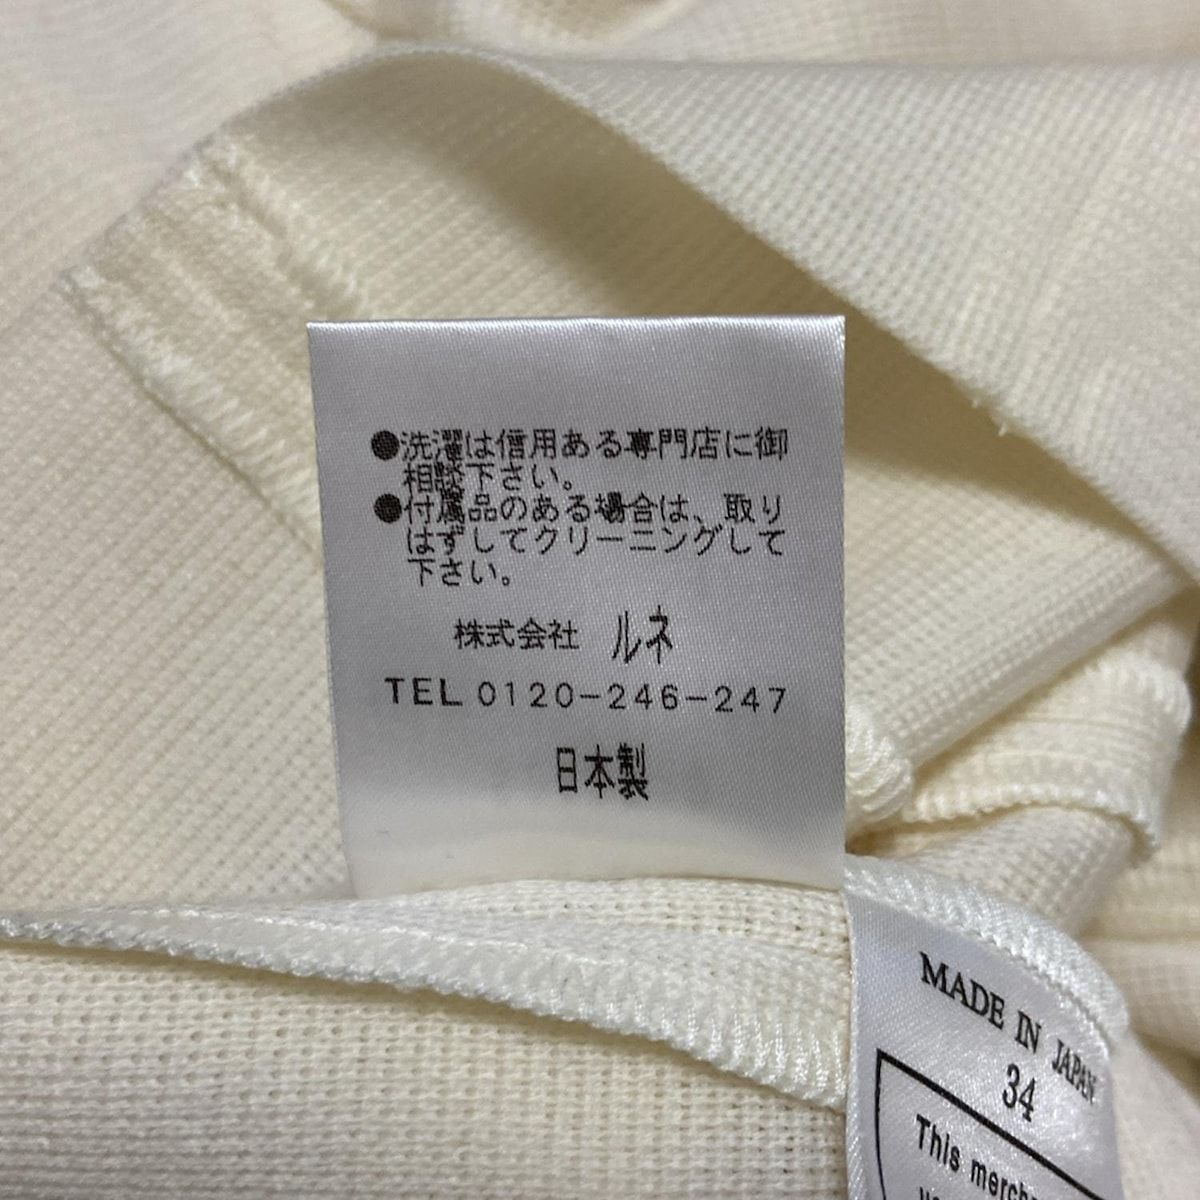 ●洗濯は信用ある専門店に御
相談下さい。
●付属品のある場合は、取り
はずしてクリーニングして
下さい。
株式会社 ルネ
TEL 0120-246-247
日本製
MADE IN JAPAN
34
This